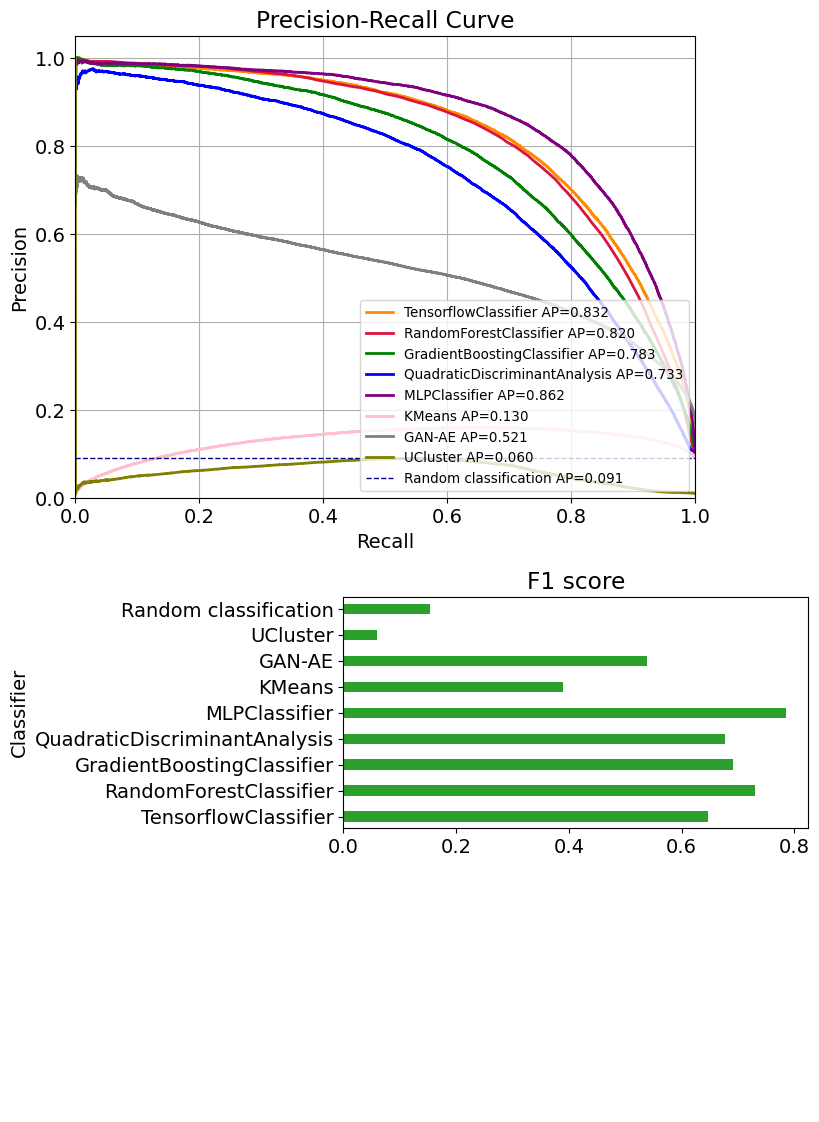 Precision-Recall Curve
1.0
0.8
0.6
0.4
0.2
0.0
Precision
TensorflowClassifier AP=0.832
RandomForestClassifier AP=0.820
GradientBoostingClassifier AP=0.783
QuadraticDiscriminantAnalysis AP=0.733
MLPClassifier AP=0.862
KMeans AP=0.130
GAN-AE AP=0.521
UCluster AP=0.060
Random classification AP=0.091
0.0 0.2 0.4 0.6 0.8 1.0
Recall
F1 score
Classifier
Random classification
UCluster
GAN-AE
KMeans
MLPClassifier
QuadraticDiscriminantAnalysis
GradientBoostingClassifier
RandomForestClassifier
TensorflowClassifier
0.0 0.2 0.4 0.6 0.8